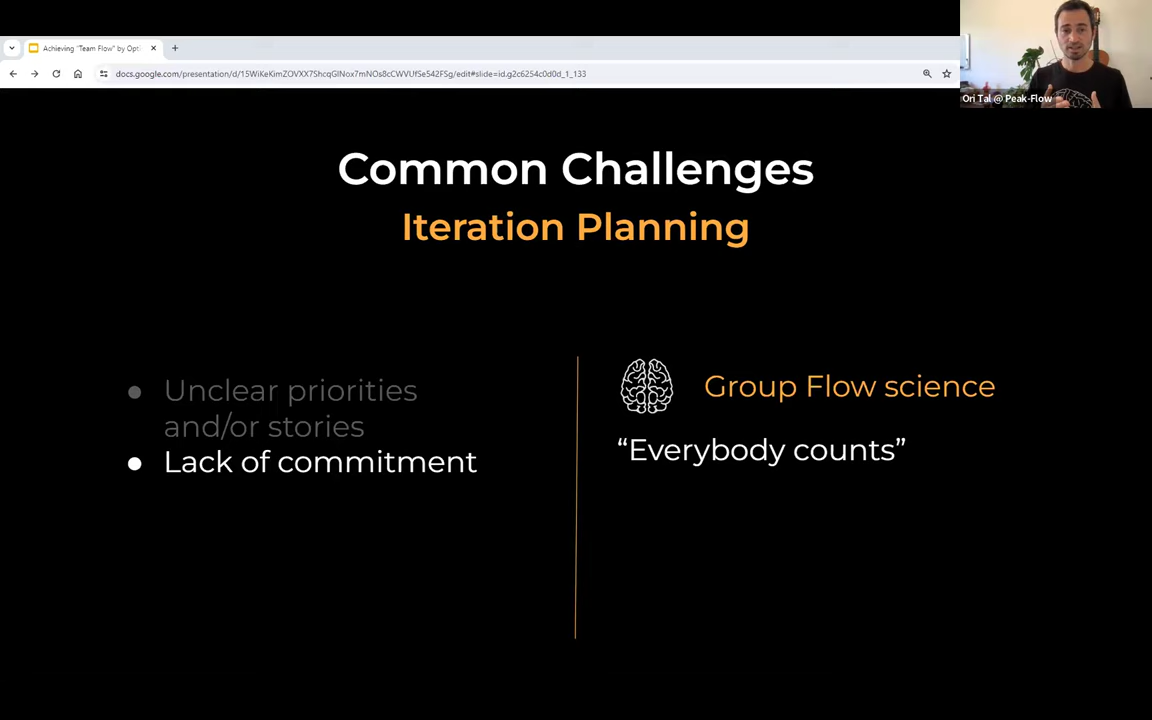 Achieving "Team Flow" by Opt
docs.google.com/presentation/d/15WiKeKimZOVXX7ShcqGlNox7mNOs8cCWVUfSe542FSg/edit#slide=id.g2c6254c0d0d_1_133
Ori Tal @ Peak-Flow
Common Challenges
Iteration Planning
● Unclear priorities
and/or stories
● Lack of commitment
Group Flow science
“Everybody counts”